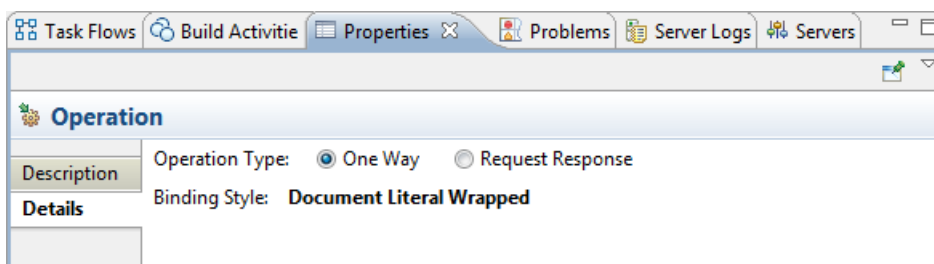 Task Flows Build Activitie Properties Problems Server Logs Servers
Operation
Description
Details
Operation Type: One Way Request Response
Binding Style: Document Literal Wrapped